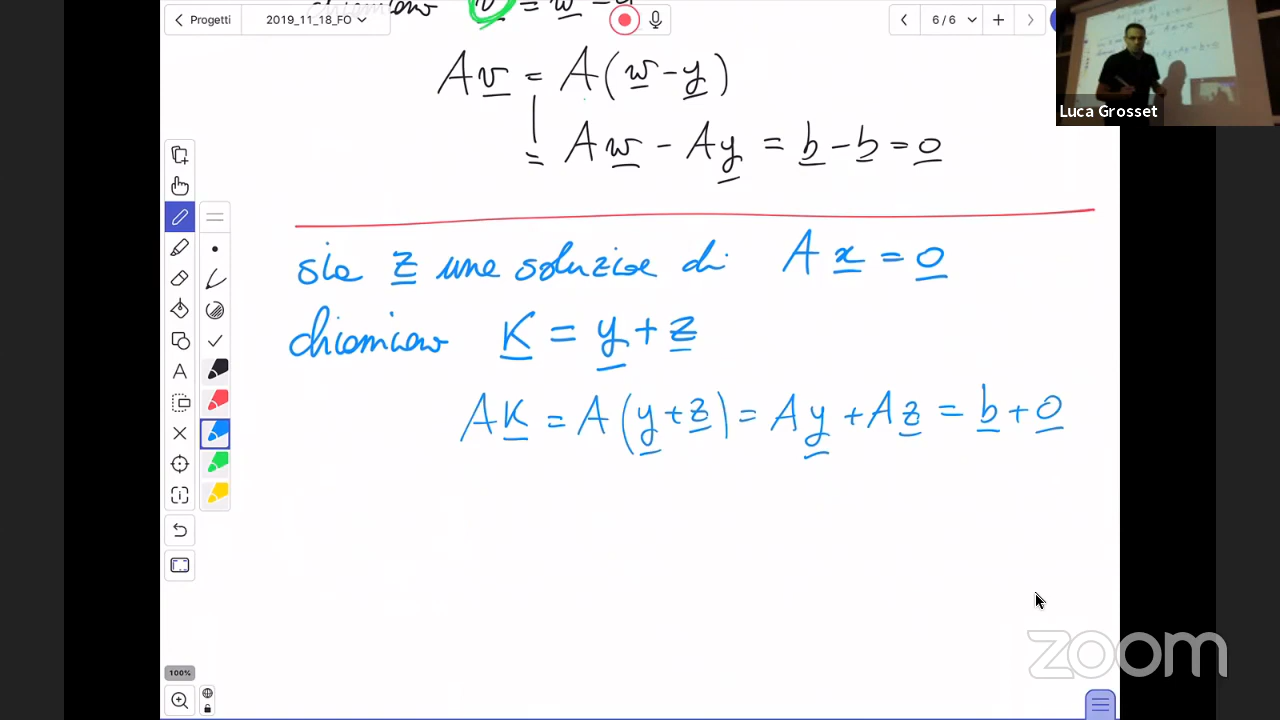 Progetti
2019_11_18_FO
6/6
v = w -
Av = A(w-y)
= Aw - Ay = b - b = 0
Luca Grosset
sia z una soluzione di Ax = 0
chiamiamo K = y + z
AK = A(y+z) = Ay + Az = b + 0
A
100%
zoom